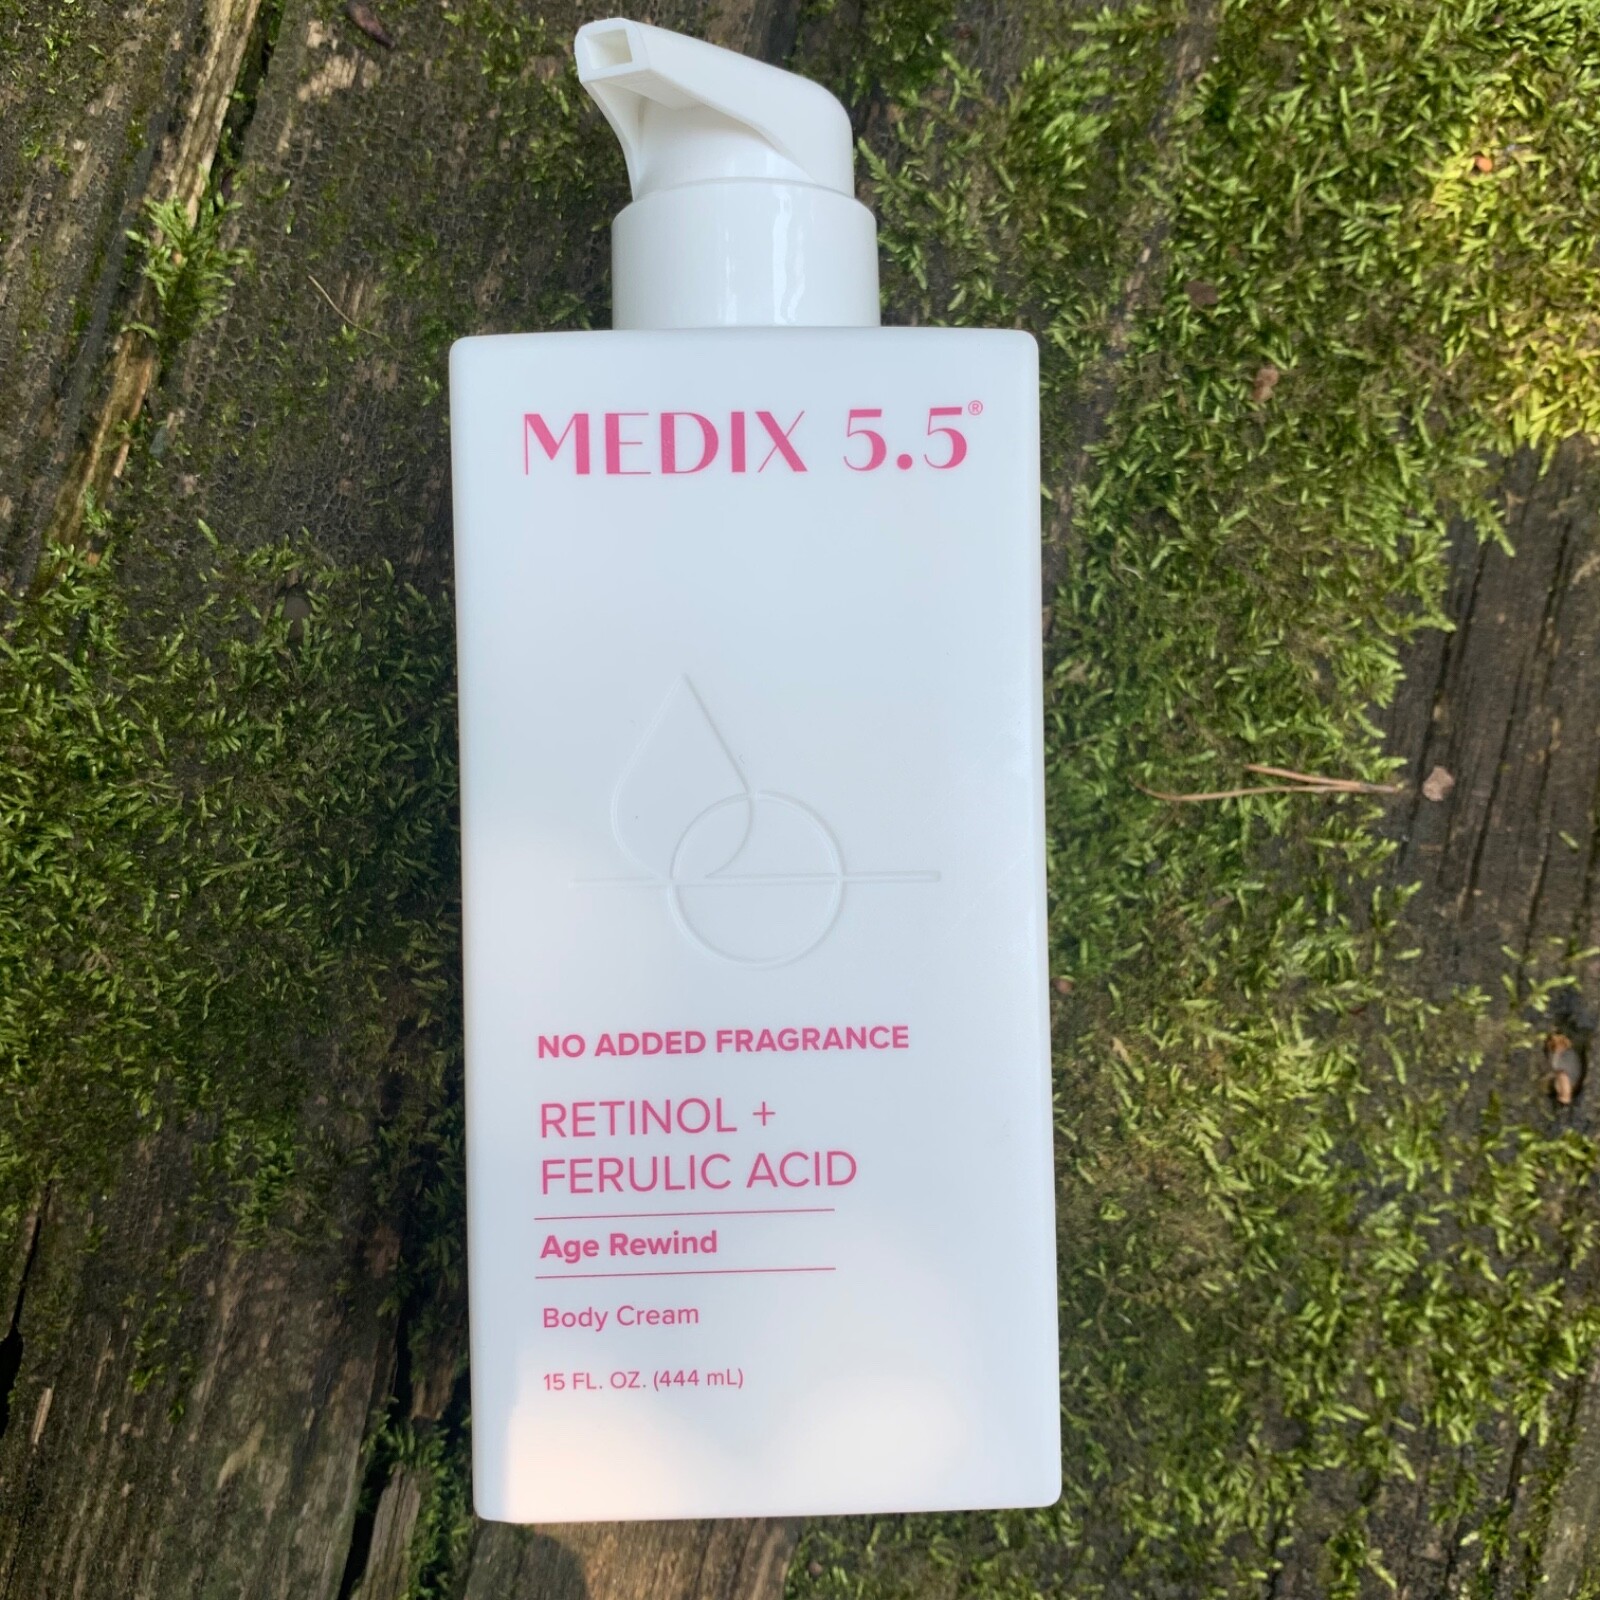 MEDIX 5.5®
NO ADDED FRAGRANCE
RETINOL +
FERULIC ACID
Age Rewind
Body Cream
15 FL. OZ. (444 mL)